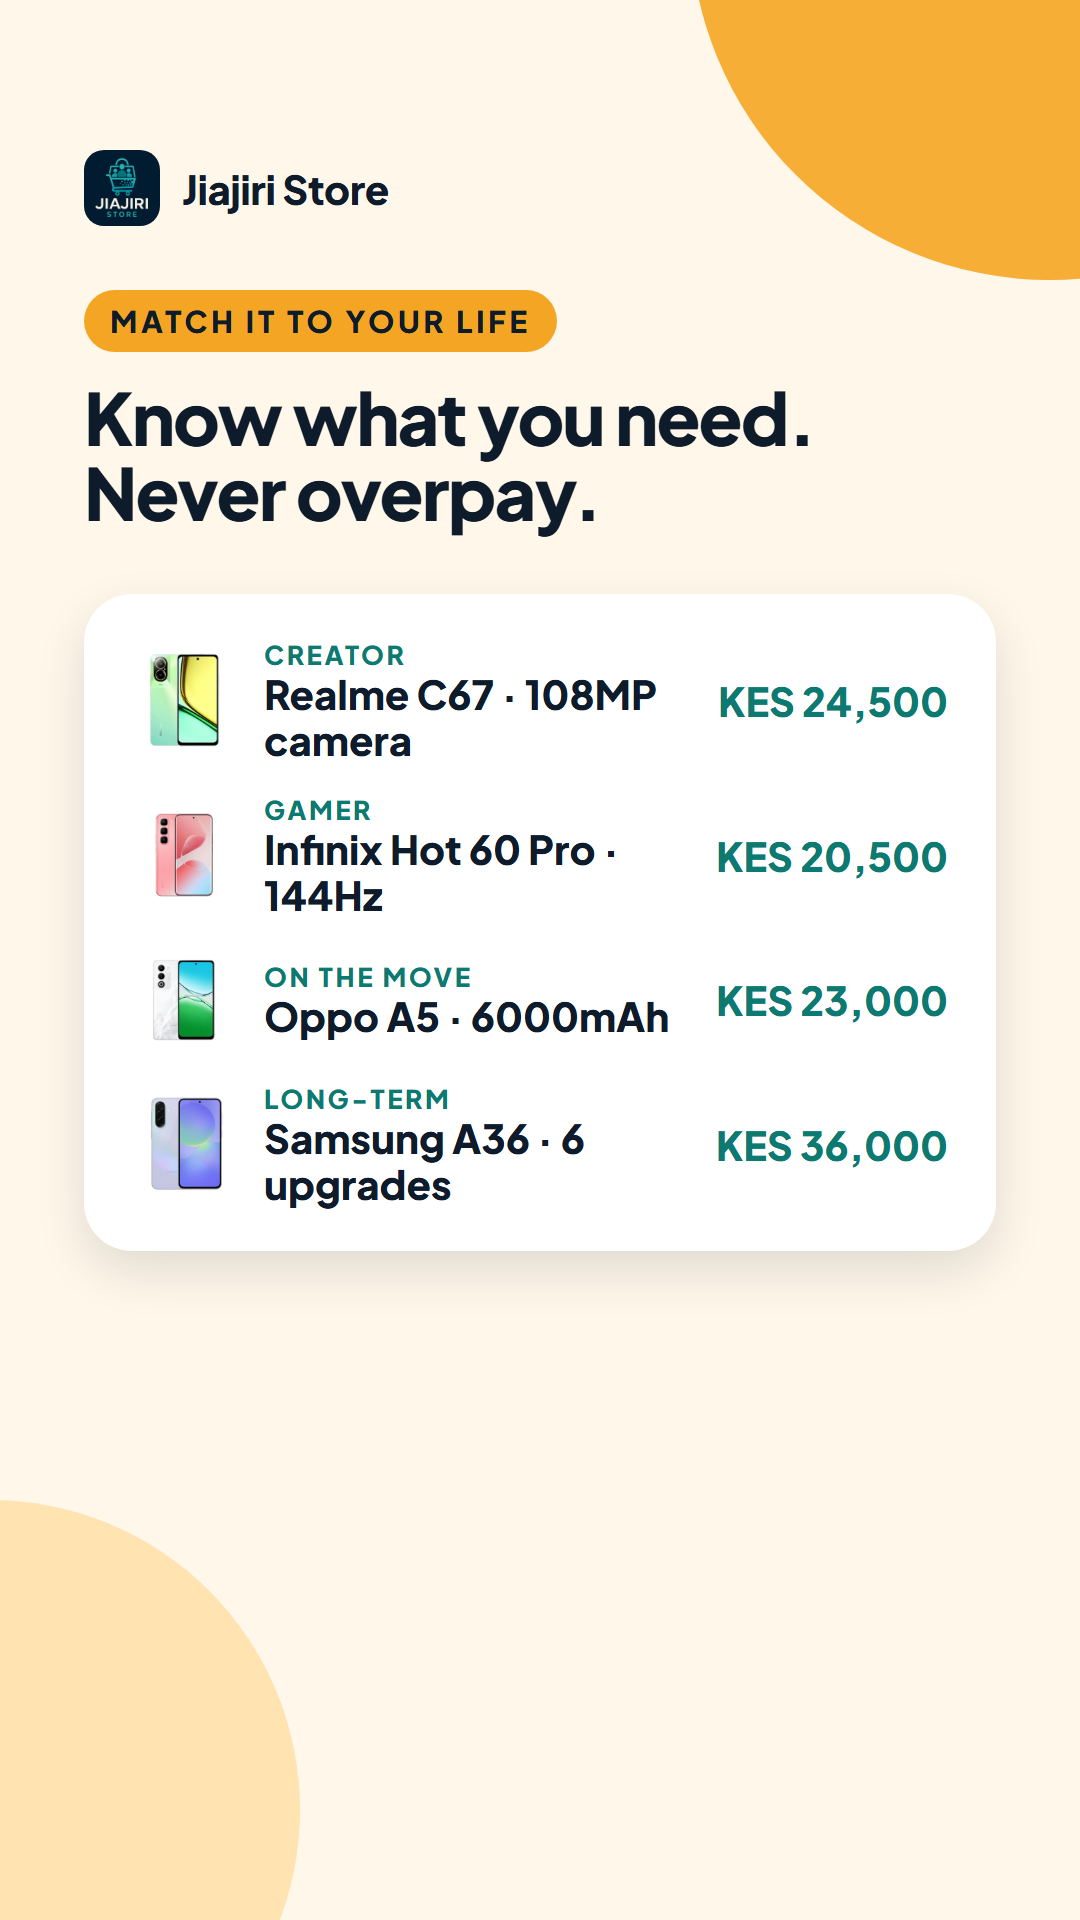 JIAJIRI
STORE
Jiajiri Store
MATCH IT TO YOUR LIFE
Know what you need.
Never overpay.
CREATOR
Realme C67 · 108MP
camera
KES 24,500
GAMER
Infinix Hot 60 Pro ·
144Hz
KES 20,500
ON THE MOVE
Oppo A5 · 6000mAh
KES 23,000
LONG-TERM
Samsung A36 · 6
upgrades
KES 36,000